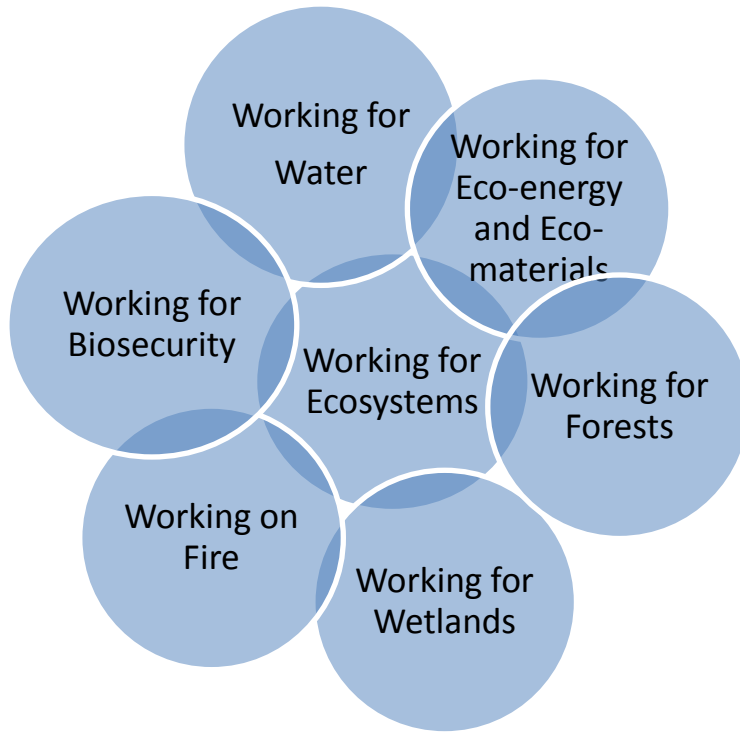 Working for
Water
Working for
Eco-energy
and Eco-
materials
Working for
Biosecurity
Working for
Ecosystems
Working for
Forests
Working on
Fire
Working for
Wetlands